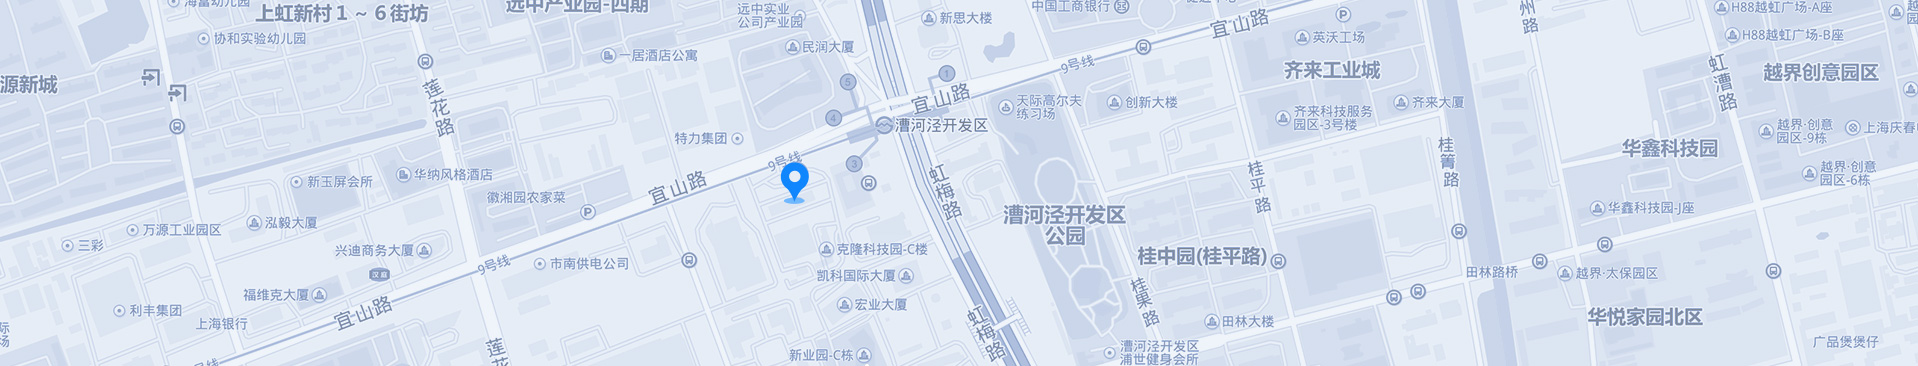 海富幼儿园
上虹新村1～6街坊
协和实验幼儿园
源新城
莲花路
远中产业园-四期
一居酒店公寓
远中实业
公司产业园
民润大厦
新思大楼
中国工商银行
宜山路
9号线
英沃工场
齐来工业城
州路
H88越虹广场-A座
H88越虹广场-B座
虹漕路
越界创意园区
5
1
4
3
宜山路
漕河泾开发区
天际高尔夫
练习场
创新大楼
齐来科技服务
园区-3号楼
齐来大厦
越界·创意
园区-9栋
上海庆春
越界·创意
园区-6栋
华鑫科技园
华鑫科技园-J座
桂箐路
桂平路
特力集团
9号线
宜山路
虹梅路
新玉屏会所
华纳风格酒店
徽湘园农家菜
泓毅大厦
万源工业园区
三彩
兴迪商务大厦
汉庭
9号线
市南供电公司
福维克大厦
利丰集团
上海银行
宜山路
号线
莲花
克隆科技园-C楼
凯科国际大厦
宏业大厦
新业园-C栋
虹梅路
漕河泾开发区
公园
桂中园(桂平路)
桂果路
田林大楼
漕河泾开发区
浦世健身会所
田林路桥
越界·太保园区
华悦家园北区
广品煲煲仔